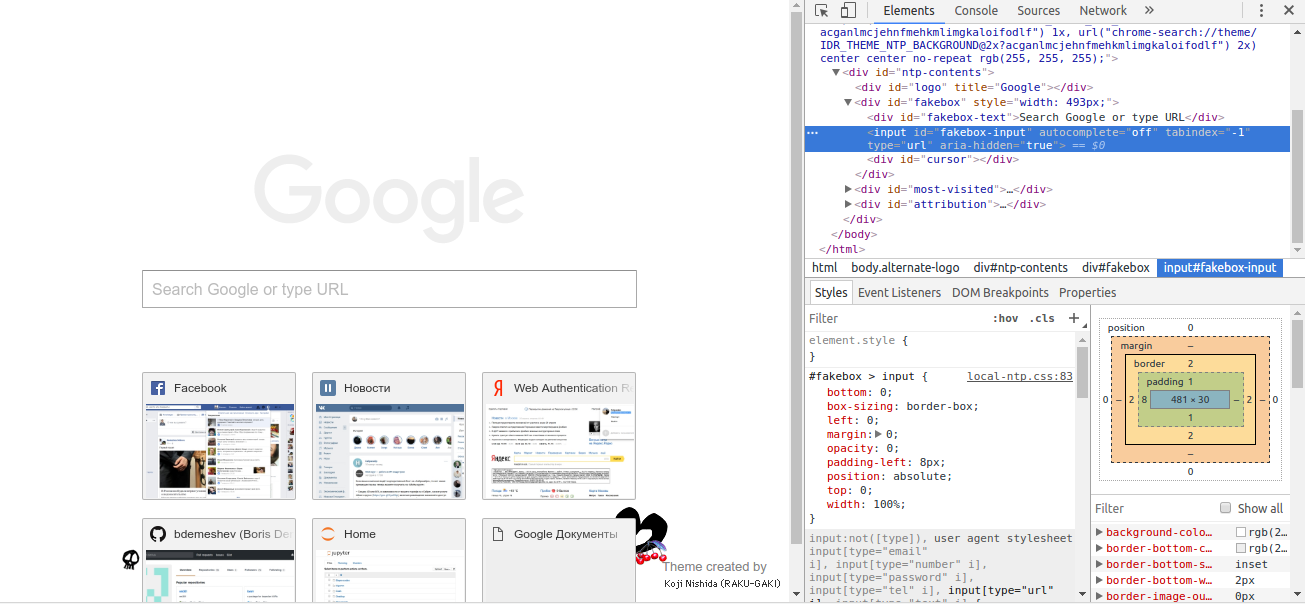 Google
Search Google or type URL
Facebook
Новости
Web Authentication Re
bdemeshev (Boris De
Home
Google Документы
Яндекс
jupyter
Popular repositories
Theme created by
Koji Nishida (RAKU-GAKI)
Elements Console Sources Network »
acganlmcjehnfmehkmlimgkaloifodlf") 1x, url("chrome-search://theme/
IDR_THEME_NTP_BACKGROUND@2x?acganlmcjehnfmehkmlimgkaloifodlf") 2x)
center center no-repeat rgb(255, 255, 255);">
▼<div id="ntp-contents">
<div id="logo" title="Google"></div>
▼<div id="fakebox" style="width: 493px;">
<div id="fakebox-text">Search Google or type URL</div>
<input id="fakebox-input" autocomplete="off" tabindex="-1"
type="url" aria-hidden="true"> == $0
<div id="cursor"></div>
</div>
▶<div id="most-visited">…</div>
▶<div id="attribution">…</div>
</div>
</body>
</html>
html body.alternate-logo div#ntp-contents div#fakebox input#fakebox-input
Styles Event Listeners DOM Breakpoints Properties
Filter :hov .cls +
element.style {
}
#fakebox > input { local-ntp.css:83
bottom: 0;
box-sizing: border-box;
left: 0;
margin:▶0;
opacity: 0;
padding-left: 8px;
position: absolute;
top: 0;
width: 100%;
}
input:not([type]), user agent stylesheet
input[type="email"
i], input[type="number" i],
input[type="password" i],
input[type="tel" i], input[type="url"
i], input[type="text" i] {
position 0
margin –
border 2
padding 1
0 – 2 8 481 × 30 – 2 – 0
1
2
–
0
Filter Show all
▶background-colo… rgb(2…
▶border-bottom-c… rgb(2…
▶border-bottom-s… inset
▶border-bottom-w… 2px
▶border-image-ou… 0px